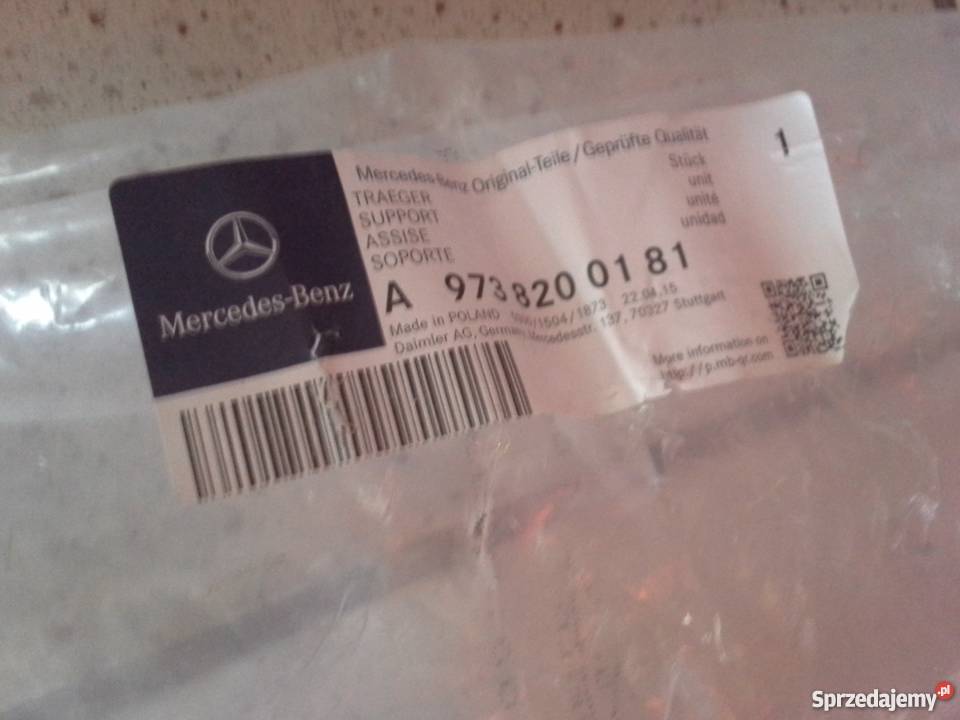 Mercedes-Benz
Mercedes-Benz Original-Teile / Geprüfte Qualität
1
TRAEGER
SUPPORT
ASSISE
SOPORTE
Stück
unit
unité
unidad
A 973 820 01 81
Made in POLAND /1504/1873 22.04.15
Daimler AG, Germany, Mercedesstr. 137, 70327 Stuttgart
More information on
http://p.mb-qr.com
Sprzedajemy.pl